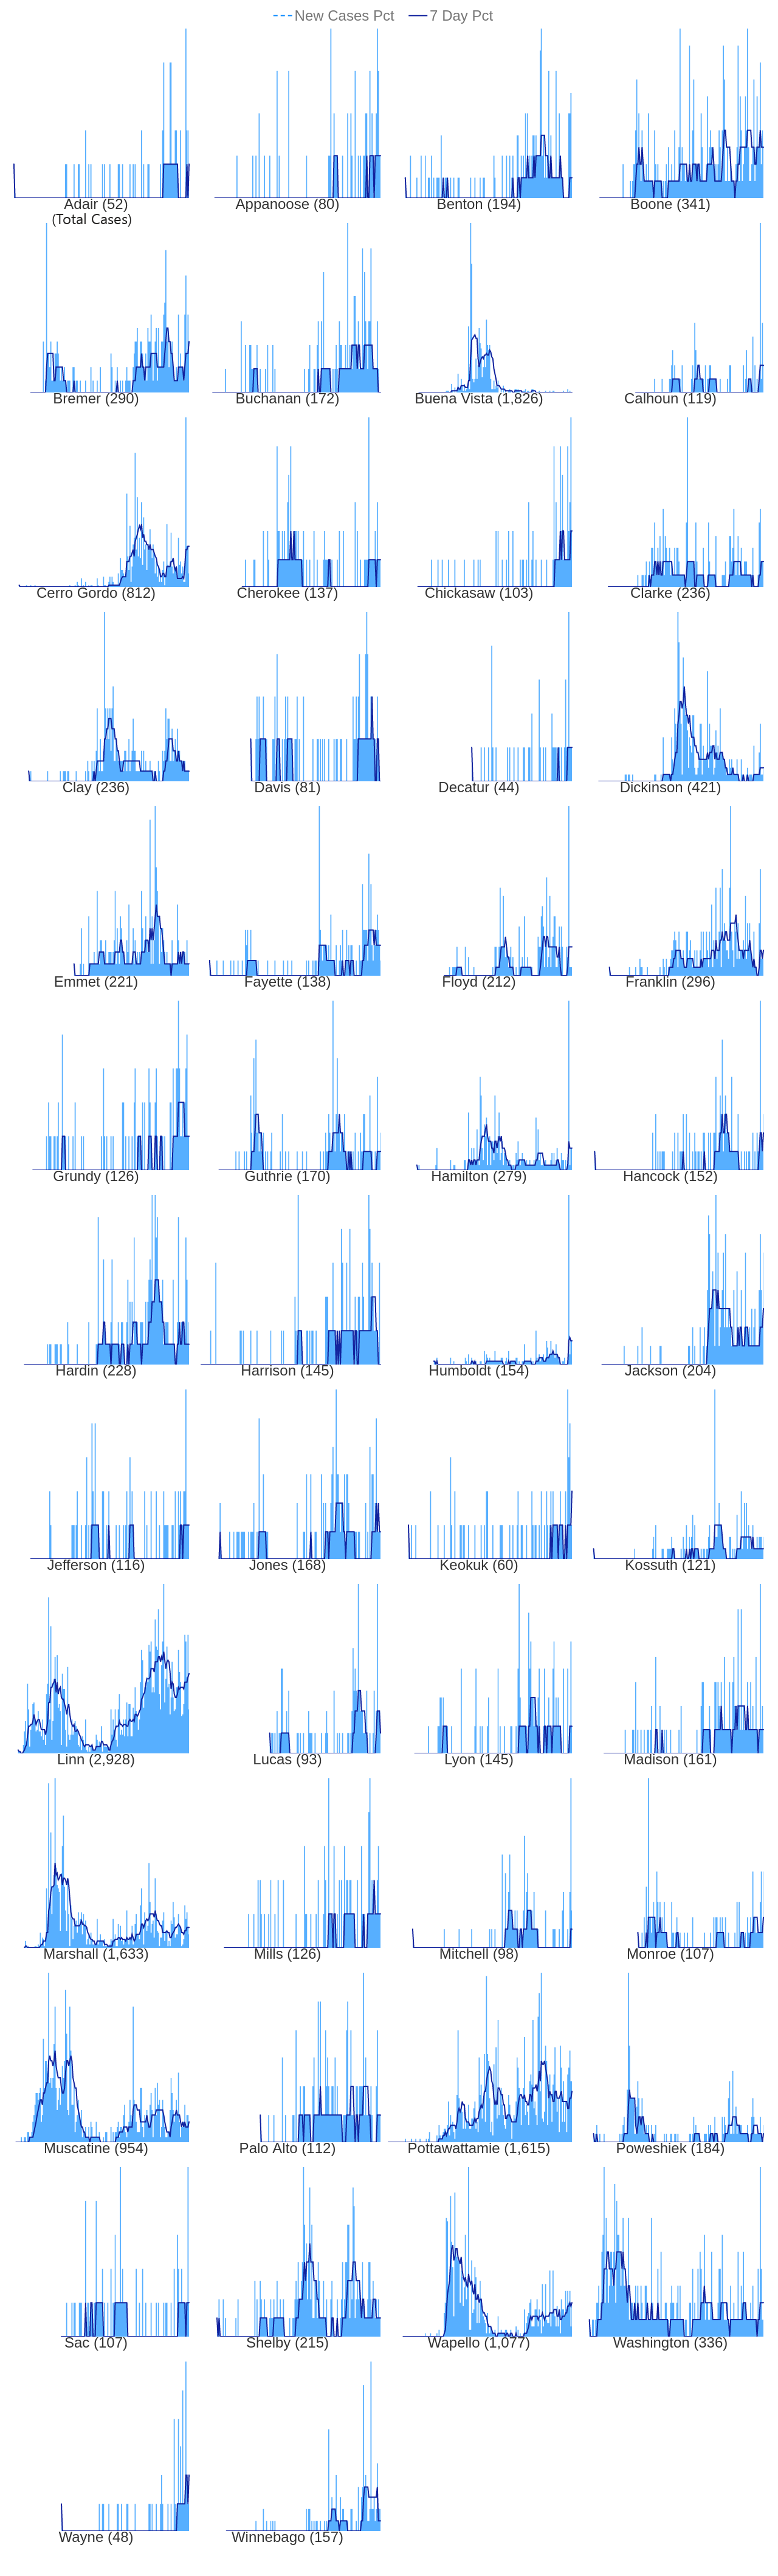 New Cases Pct 7 Day Pct
Adair (52) Appanoose (80) Benton (194) Boone (341)
(Total Cases)
Bremer (290) Buchanan (172) Buena Vista (1,826) Calhoun (119)
Cerro Gordo (812) Cherokee (137) Chickasaw (103) Clarke (236)
Clay (236) Davis (81) Decatur (44) Dickinson (421)
Emmet (221) Fayette (138) Floyd (212) Franklin (296)
Grundy (126) Guthrie (170) Hamilton (279) Hancock (152)
Hardin (228) Harrison (145) Humboldt (154) Jackson (204)
Jefferson (116) Jones (168) Keokuk (60) Kossuth (121)
Linn (2,928) Lucas (93) Lyon (145) Madison (161)
Marshall (1,633) Mills (126) Mitchell (98) Monroe (107)
Muscatine (954) Palo Alto (112) Pottawattamie (1,615) Poweshiek (184)
Sac (107) Shelby (215) Wapello (1,077) Washington (336)
Wayne (48) Winnebago (157)